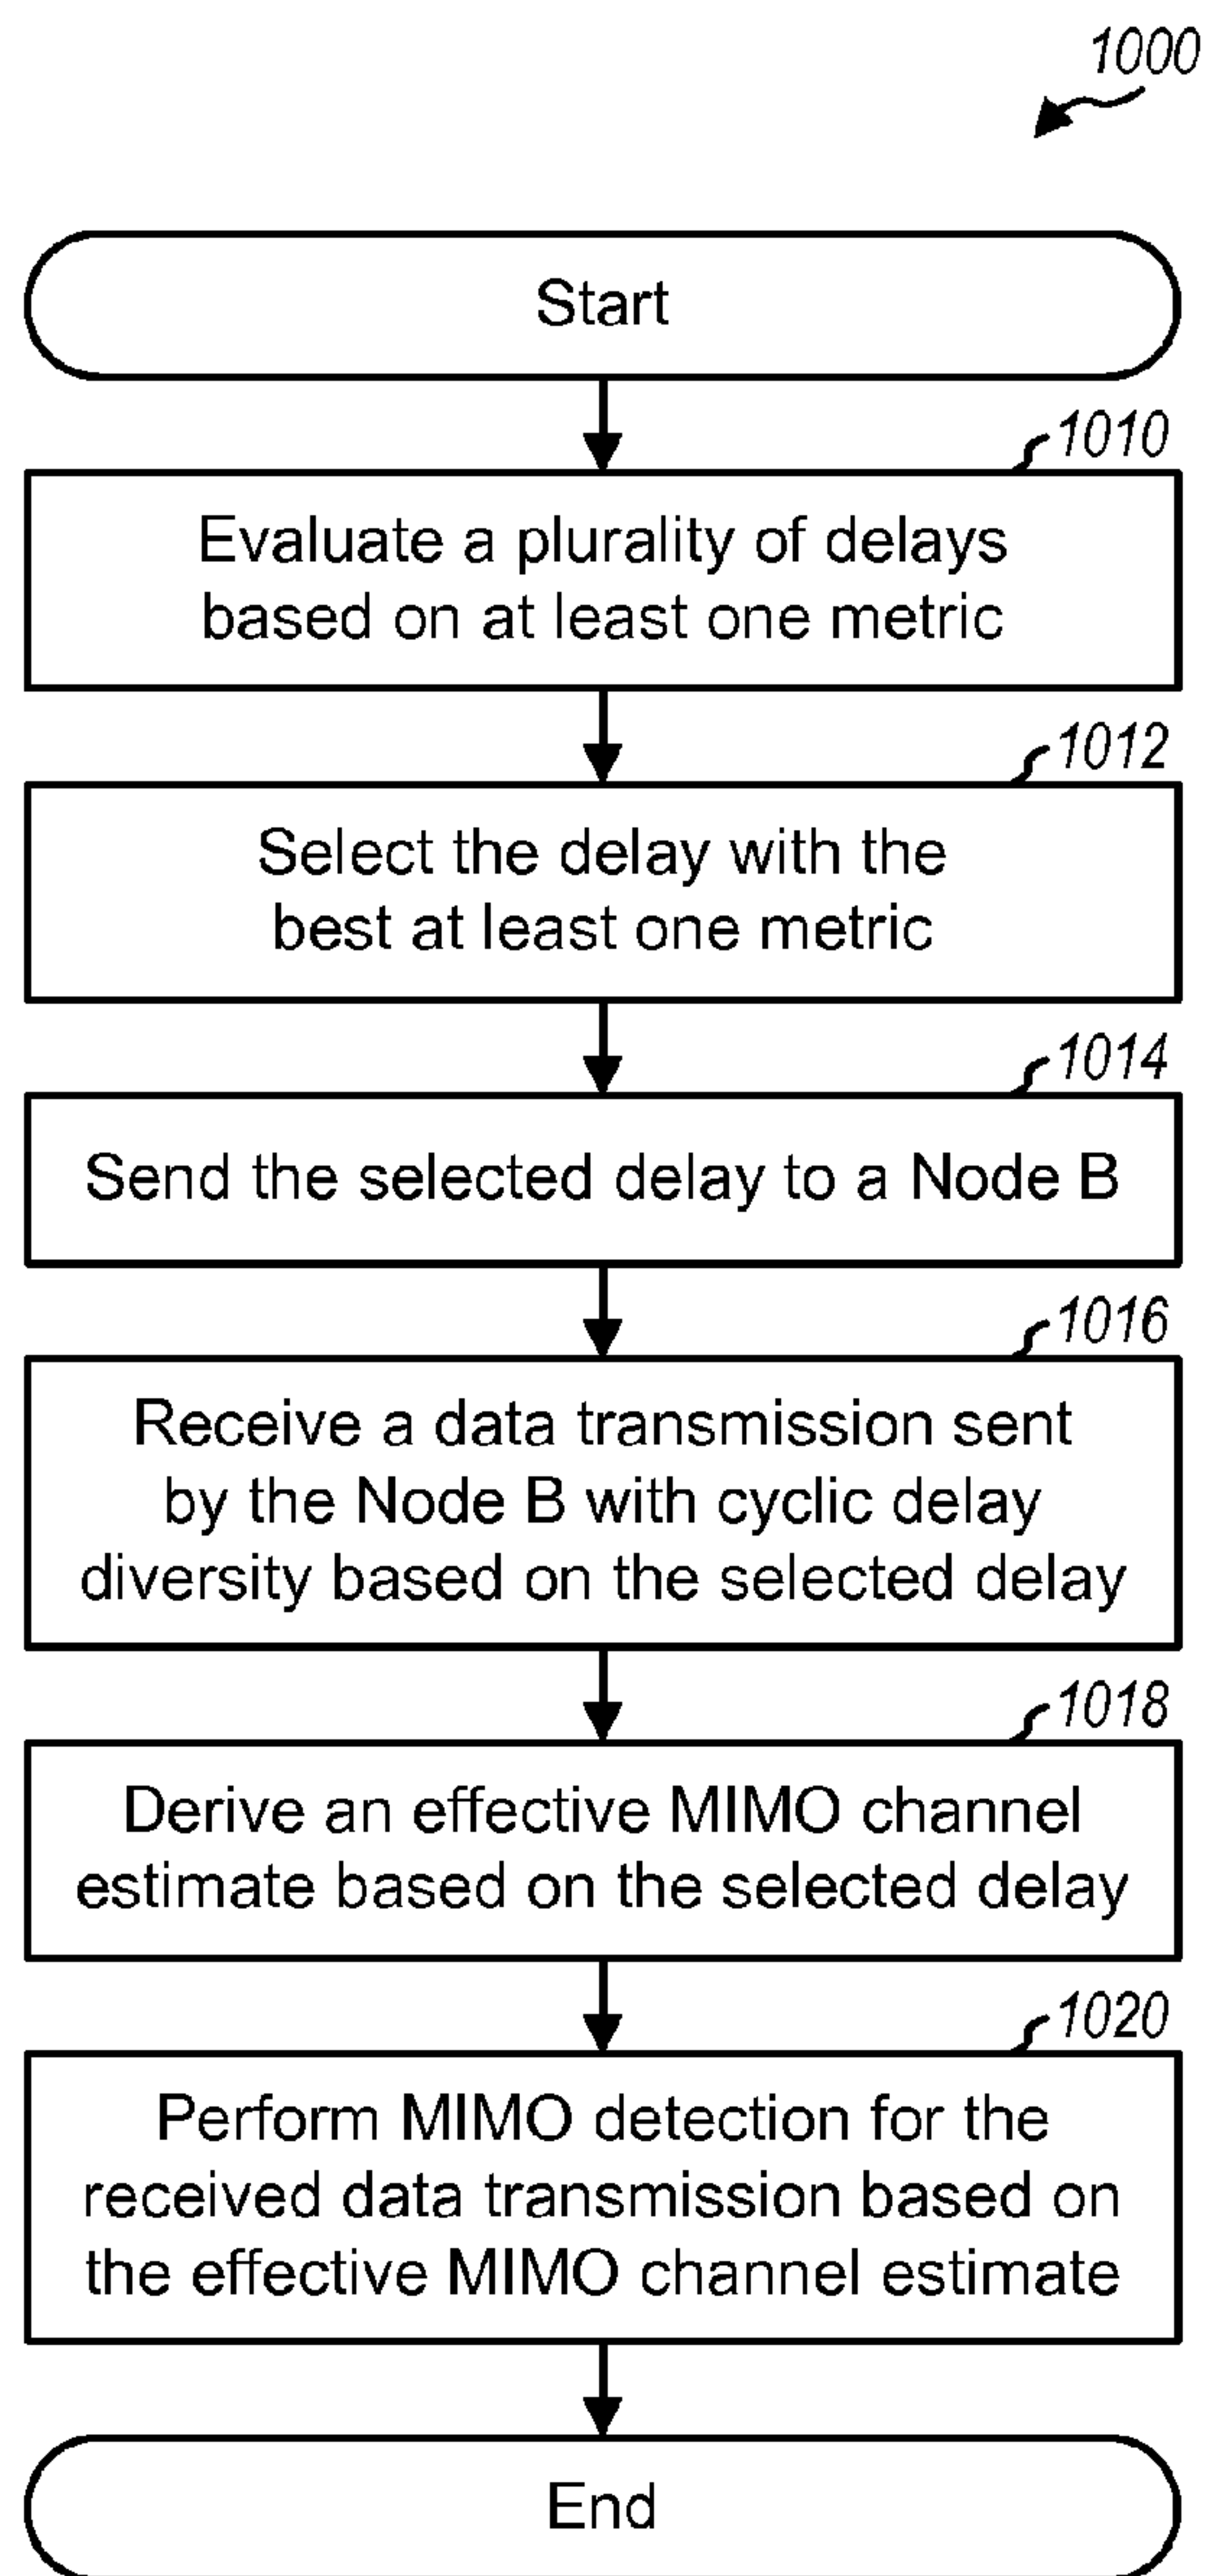 1000
Start
1010
Evaluate a plurality of delays
based on at least one metric
1012
Select the delay with the
best at least one metric
1014
Send the selected delay to a Node B
1016
Receive a data transmission sent
by the Node B with cyclic delay
diversity based on the selected delay
1018
Derive an effective MIMO channel
estimate based on the selected delay
1020
Perform MIMO detection for the
received data transmission based on
the effective MIMO channel estimate
End